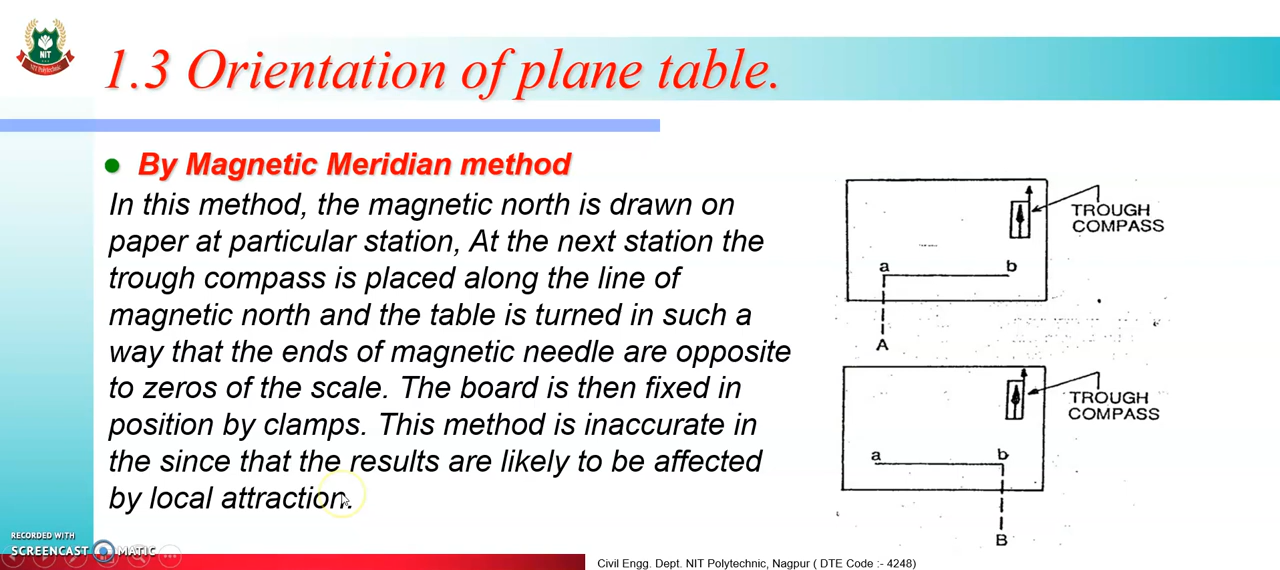 NIT
NIT Polytechnic
1.3 Orientation of plane table.
By Magnetic Meridian method
In this method, the magnetic north is drawn on
paper at particular station, At the next station the
trough compass is placed along the line of
magnetic north and the table is turned in such a
way that the ends of magnetic needle are opposite
to zeros of the scale. The board is then fixed in
position by clamps. This method is inaccurate in
the since that the results are likely to be affected
by local attraction.
TROUGH
COMPASS
a b
A
TROUGH
COMPASS
a b
B
RECORDED WITH
SCREENCAST MATIC
Civil Engg. Dept. NIT Polytechnic, Nagpur ( DTE Code :- 4248)